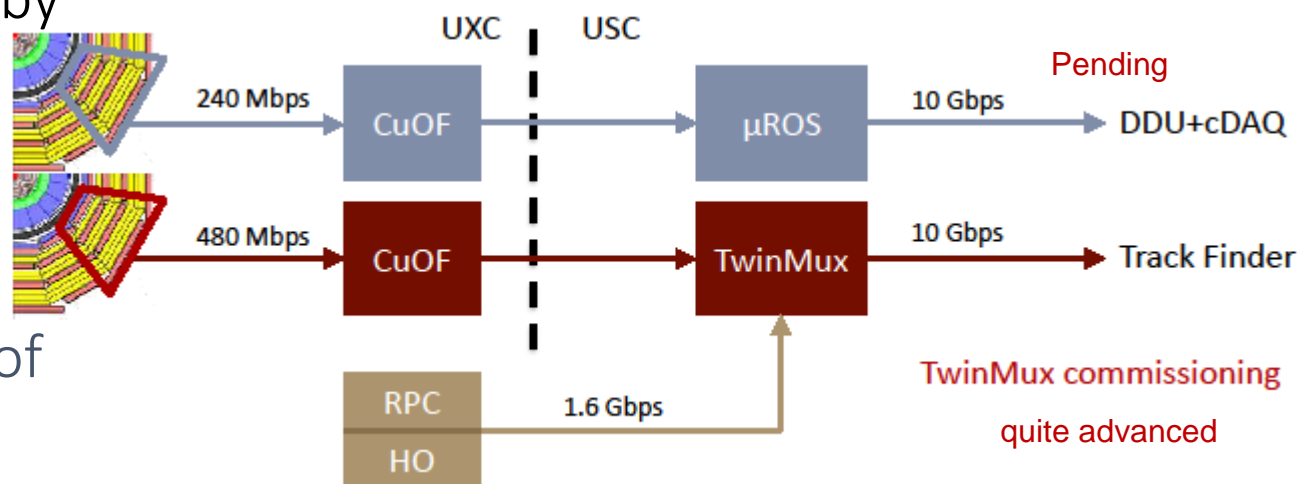 by
UXC
USC
Pending
240 Mbps
CuOF
µROS
10 Gbps
DDU+cDAQ
480 Mbps
CuOF
TwinMux
10 Gbps
Track Finder
of
RPC
HO
1.6 Gbps
TwinMux commissioning
quite advanced